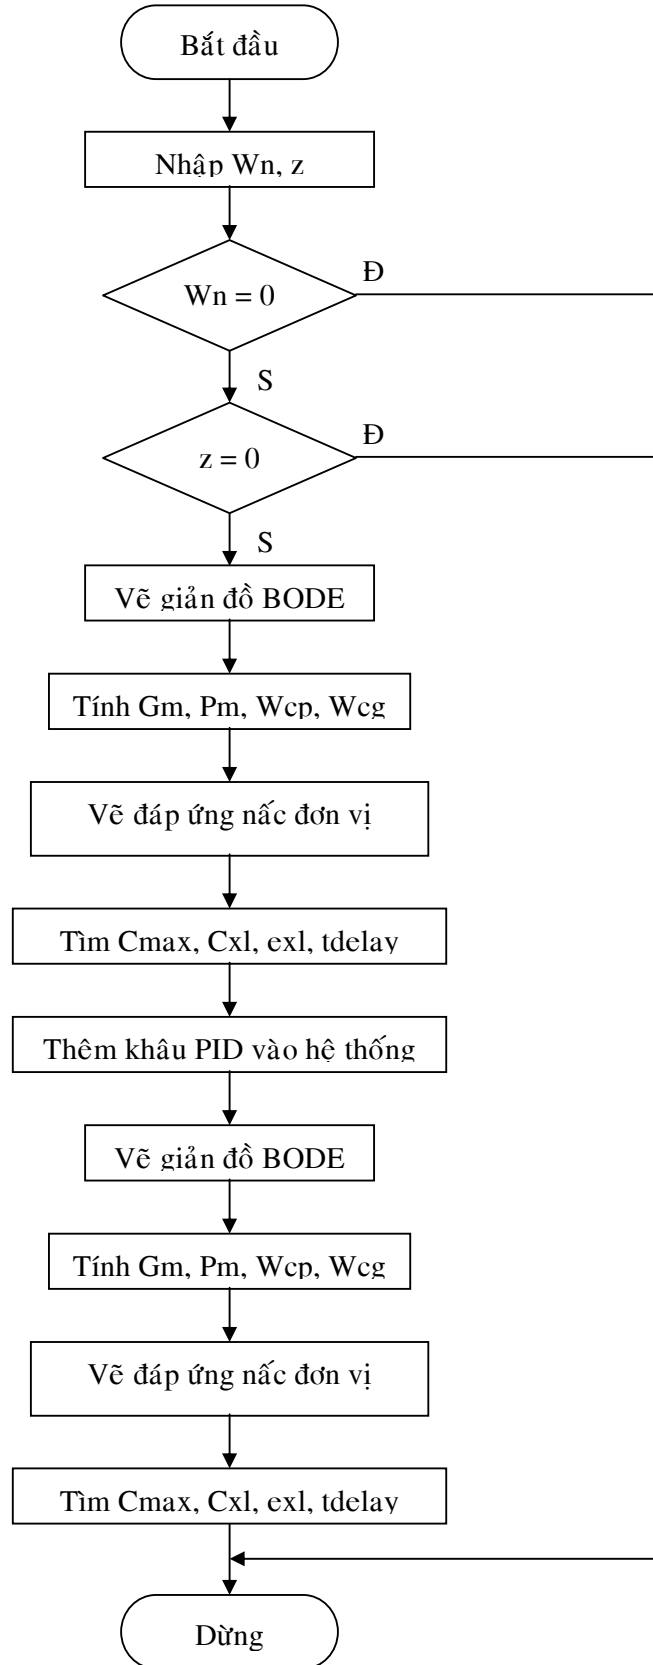 Bắt đầu
Nhập Wn, z
Wn = 0
Đ
S
z = 0
Đ
S
Vẽ giản đồ BODE
Tính Gm, Pm, Wcp, Wcg
Vẽ đáp ứng nấc đơn vị
Tìm Cmax, Cxl, exl, tdelay
Thêm khâu PID vào hệ thống
Vẽ giản đồ BODE
Tính Gm, Pm, Wcp, Wcg
Vẽ đáp ứng nấc đơn vị
Tìm Cmax, Cxl, exl, tdelay
Dừng